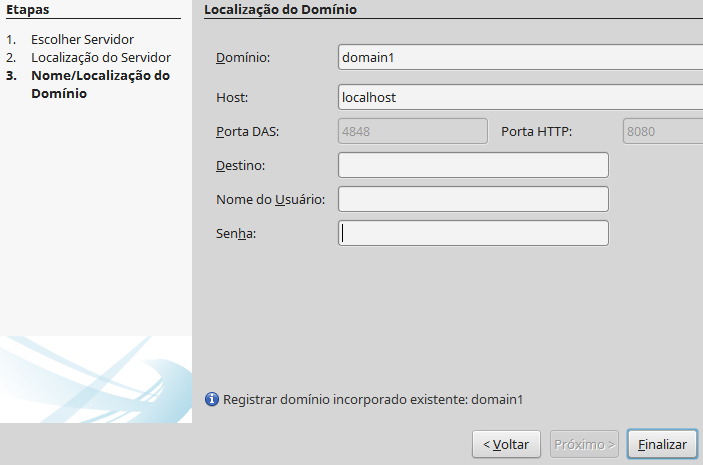 Etapas
1. Escolher Servidor
2. Localização do Servidor
3. Nome/Localização do
Domínio
Localização do Domínio
Domínio: domain1
Host: localhost
Porta DAS: 4848 Porta HTTP: 8080
Destino:
Nome do Usuário:
Senha:
Registrar domínio incorporado existente: domain1
< Voltar Próximo > Finalizar